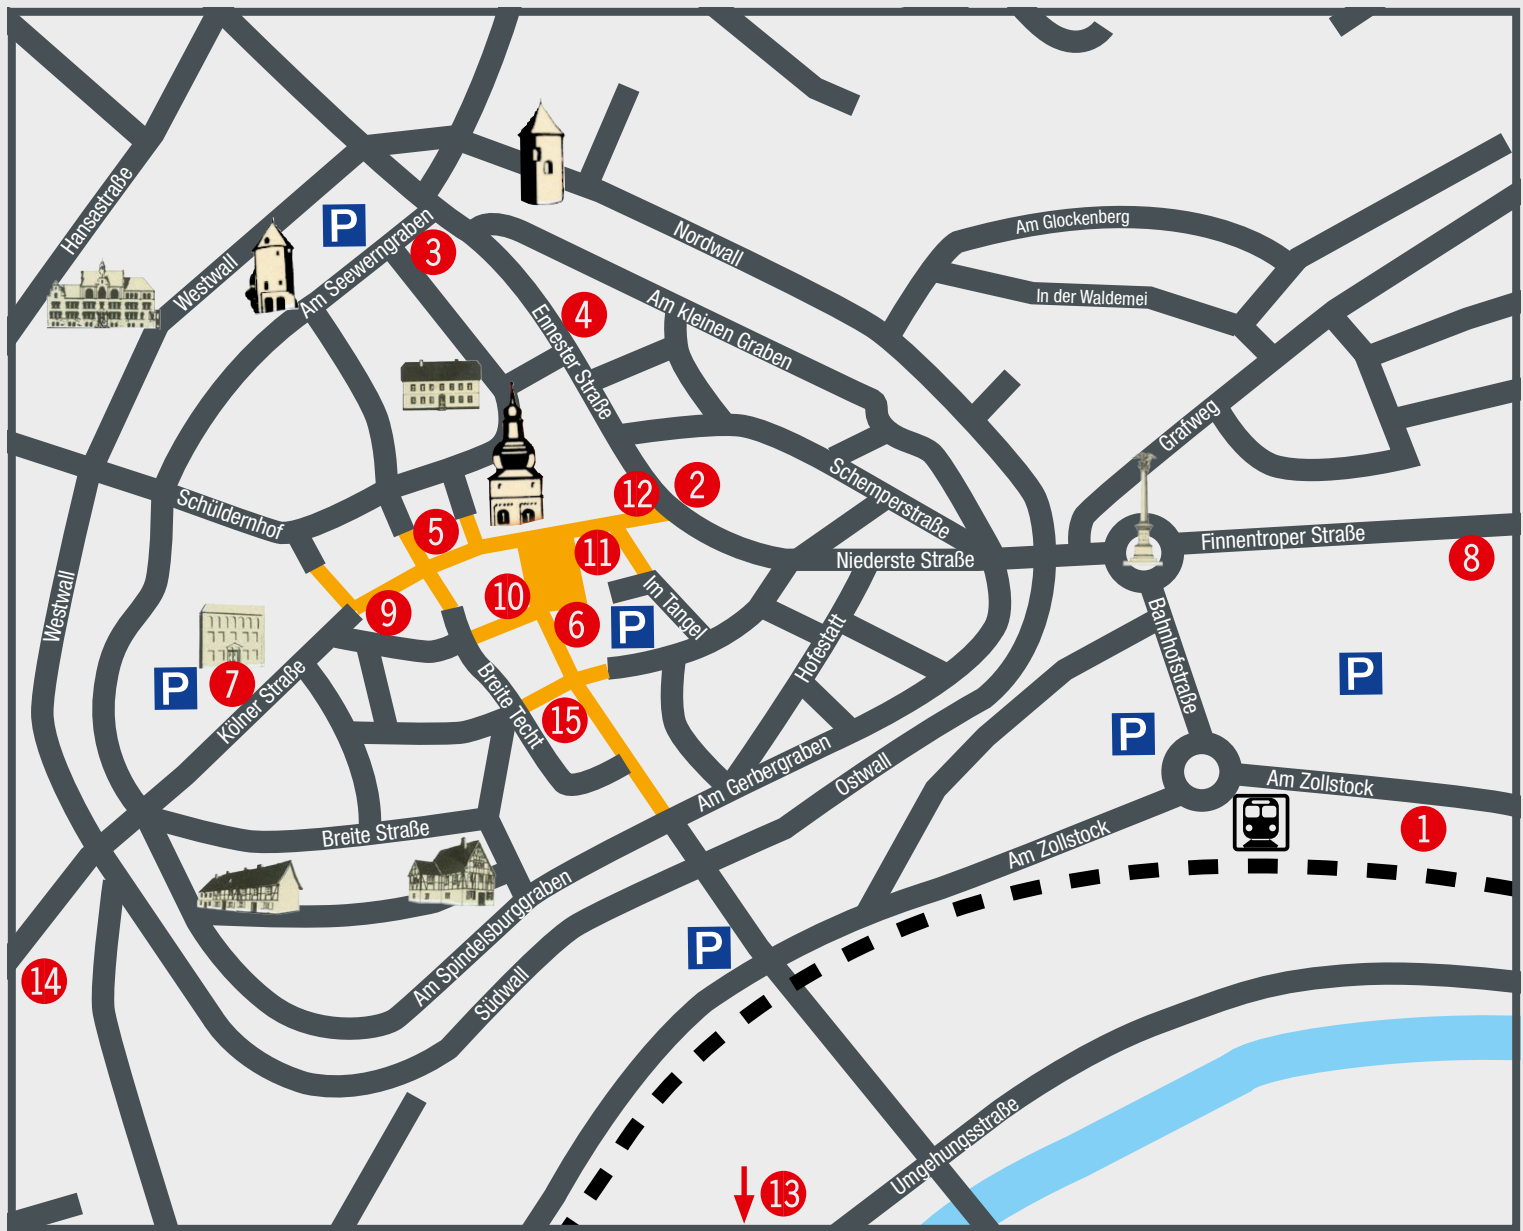 Am Glockenberg
Hansastraße
P
Nordwall
Am Seewerngraben
3
Westwall
In der Waldemei
Am kleinen Graben
4
Ennester Straße
Grafweg
Schemperstraße
2
12
Schüldernhof
5
11
Niederste Straße
Finnentroper Straße
8
Westwall
10
9
Im Tangel
6
P
Hofestatt
Bahnhofstraße
P
7
P
Kölner Straße
Breite Techt
15
P
Am Gerbergraben
Ostwall
Am Zollstock
1
Breite Straße
Am Zollstock
Am Spindelsburggraben
P
14
Südwall
Umgehungsstraße
13